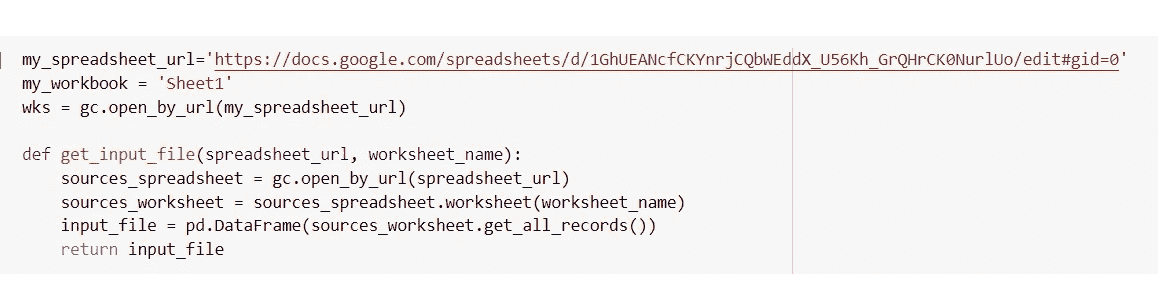 my_spreadsheet_url='https://docs.google.com/spreadsheets/d/1GhUEANcfCKYnrjCQbWEddX_U56Kh_GrQHrCK0NurlUo/edit#gid=0'
my_workbook = 'Sheet1'
wks = gc.open_by_url(my_spreadsheet_url)
def get_input_file(spreadsheet_url, worksheet_name):
    sources_spreadsheet = gc.open_by_url(spreadsheet_url)
    sources_worksheet = sources_spreadsheet.worksheet(worksheet_name)
    input_file = pd.DataFrame(sources_worksheet.get_all_records())
    return input_file